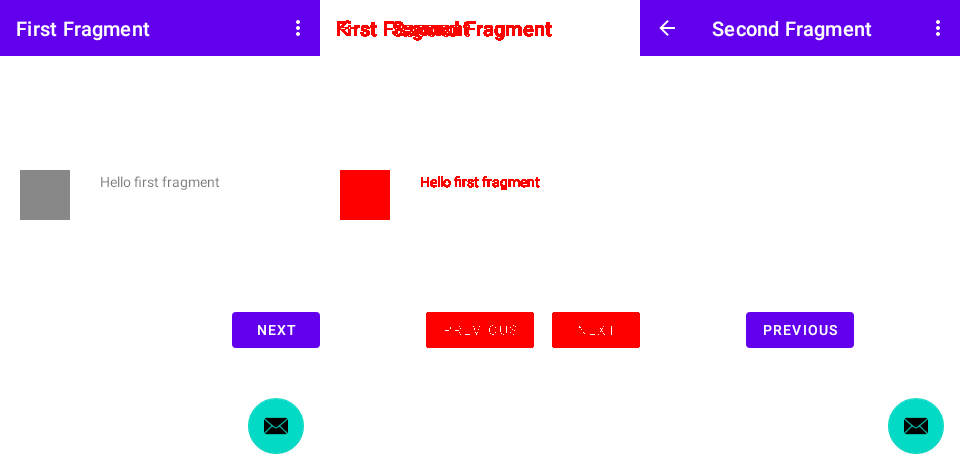 First Fragment
First Fragment
Second Fragment
Second Fragment
Hello first fragment
Hello first fragment
NEXT
PREVIOUS
NEXT
PREVIOUS